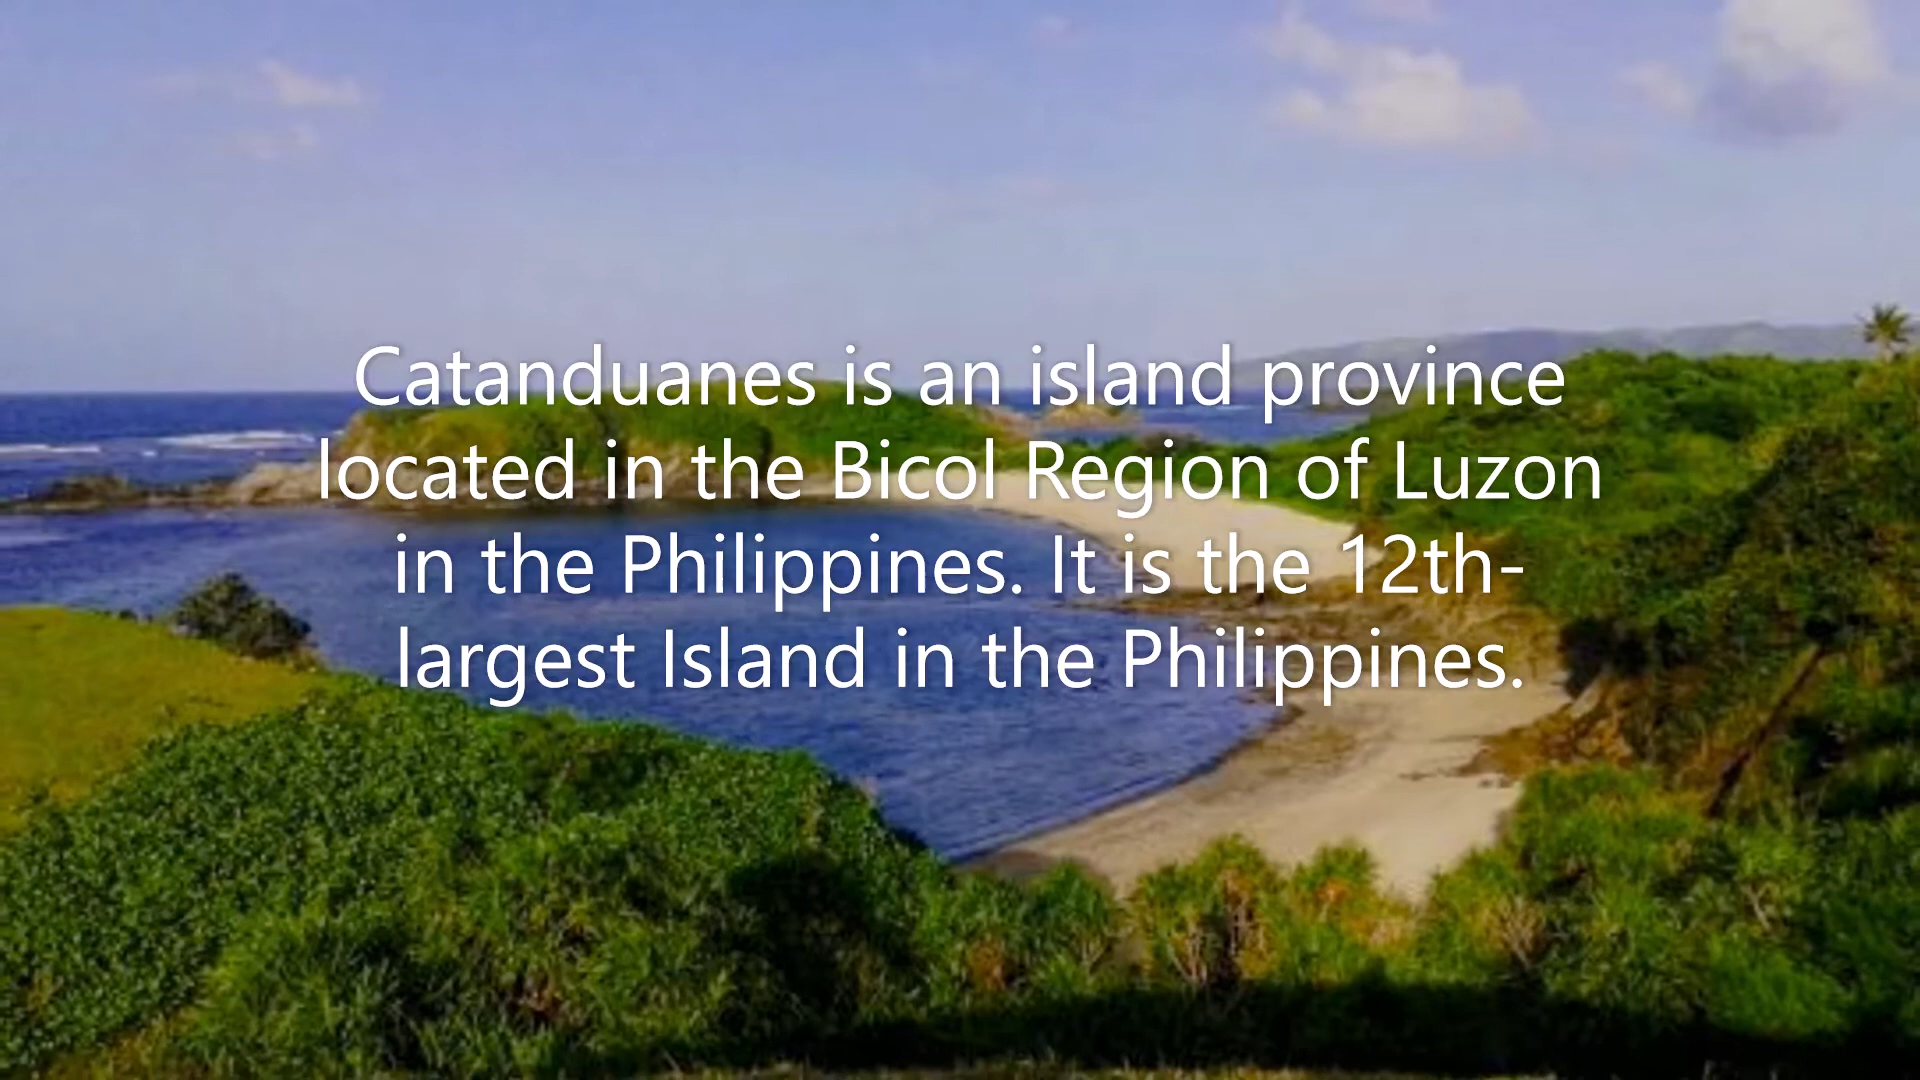 Catanduanes is an island province
located in the Bicol Region of Luzon
in the Philippines. It is the 12th-
largest Island in the Philippines.